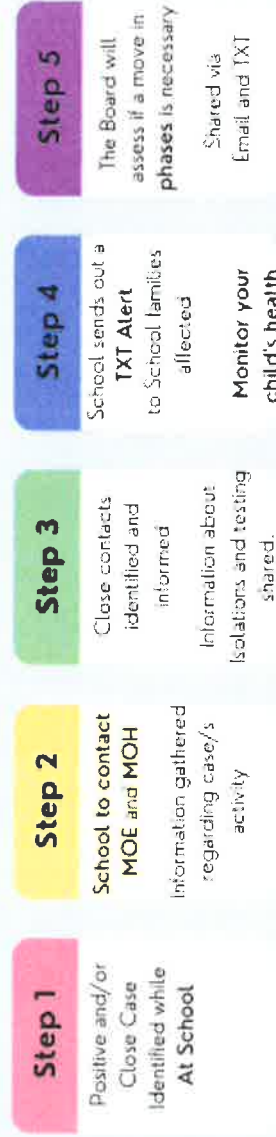 Step 1
Positive and/or
Close Case
Identified while
At School
Step 2
School to contact
MOE and MOH
Information gathered
regarding case/s
activity
Step 3
Close contacts
identified and
informed
Information about
Isolations and testing
shared.
Step 4
School sends out a
TXT Alert
to School families
affected
Monitor your
child's health
Step 5
The Board will
assess if a move in
phases is necessary
Shared via
Email and TXT